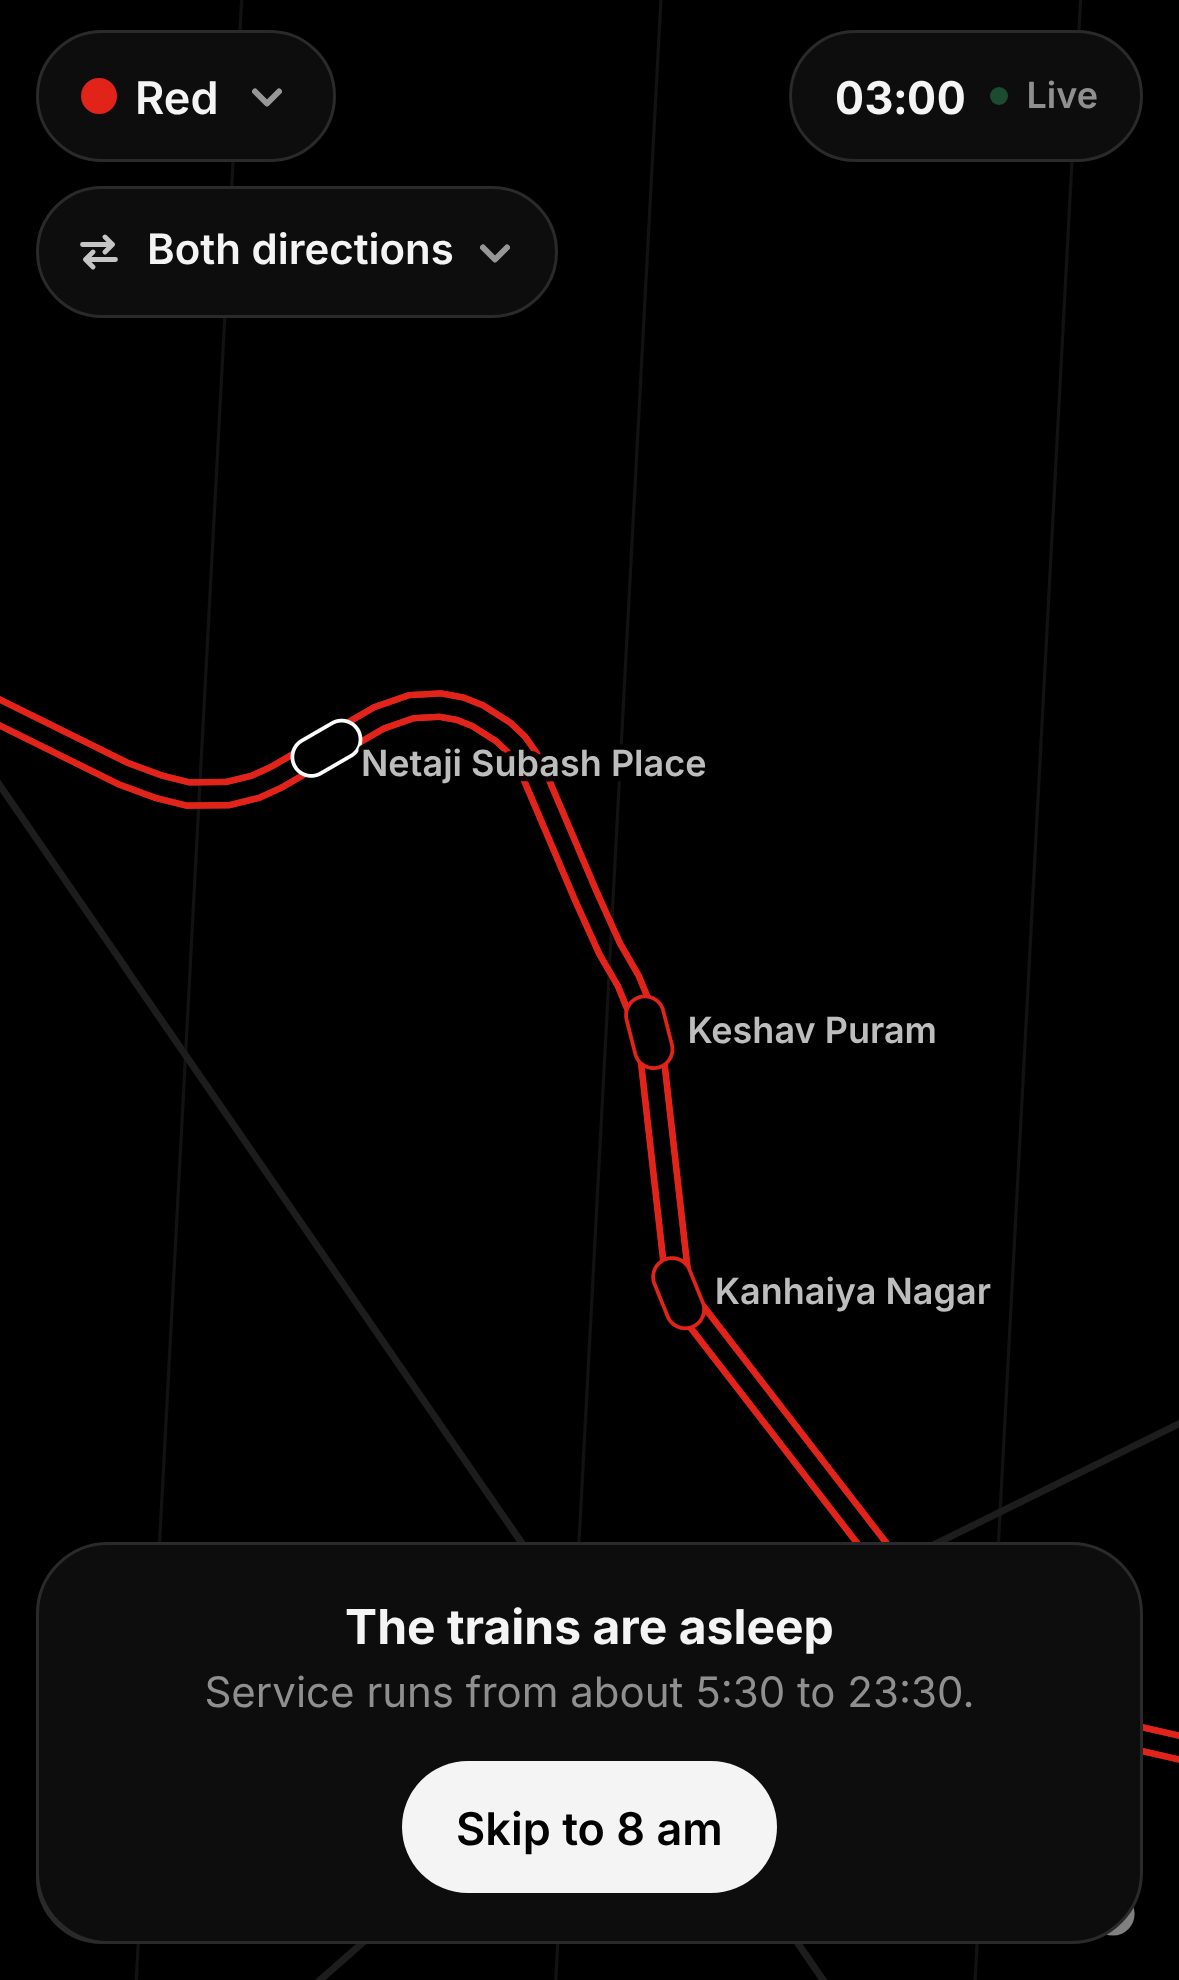 Red
03:00 Live
Both directions
Netaji Subash Place
Keshav Puram
Kanhaiya Nagar
The trains are asleep
Service runs from about 5:30 to 23:30.
Skip to 8 am